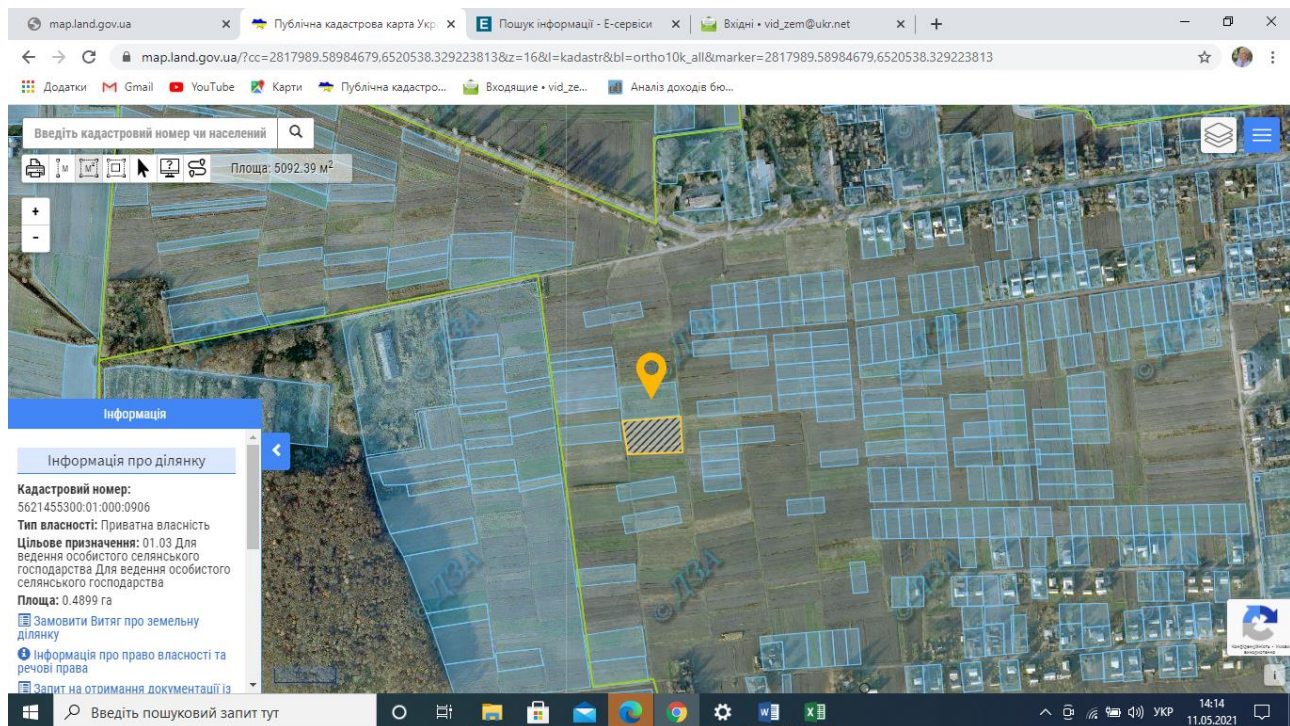 map.land.gov.ua
Публічна кадастрова карта Укр
Пошук інформації - Е-сервіси
Вхідні • vid_zem@ukr.net
map.land.gov.ua/?cc=2817989.58984679,6520538.329223813&z=16&l=kadastr&bl=ortho10k_all&marker=2817989.58984679,6520538.329223813
Додатки
Gmail
YouTube
Карти
Публічна кадастро...
Входящие • vid_ze...
Аналіз доходів бю...
Введіть кадастровий номер чи населений
Площа: 5092.39 м²
+
-
© ДЗА
Інформація
Інформація про ділянку
Кадастровий номер:
5621455300:01:000:0906
Тип власності: Приватна власність
Цільове призначення: 01.03 Для
ведення особистого селянського
господарства Для ведення особистого
селянського господарства
Площа: 0.4899 га
Замовити Витяг про земельну
ділянку
Інформація про право власності та
речові права
Запит на отримання документації із
Введіть пошуковий запит тут
УКР
14:14
11.05.2021